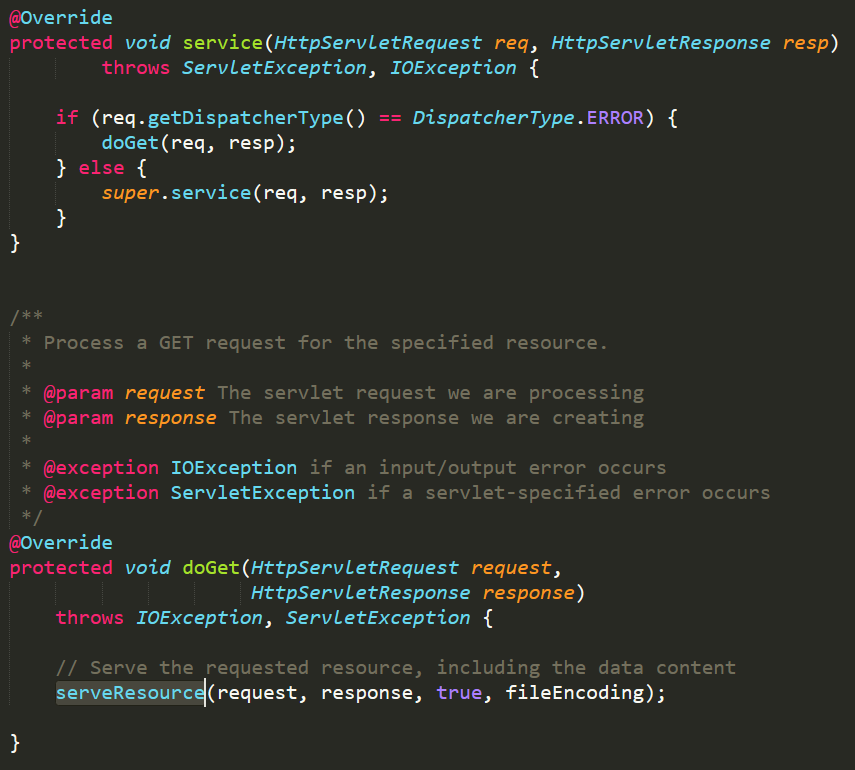 @Override
protected void service(HttpServletRequest req, HttpServletResponse resp)
        throws ServletException, IOException {

    if (req.getDispatcherType() == DispatcherType.ERROR) {
        doGet(req, resp);
    } else {
        super.service(req, resp);
    }
}


/**
 * Process a GET request for the specified resource.
 *
 * @param request The servlet request we are processing
 * @param response The servlet response we are creating
 *
 * @exception IOException if an input/output error occurs
 * @exception ServletException if a servlet-specified error occurs
 */
@Override
protected void doGet(HttpServletRequest request,
                     HttpServletResponse response)
    throws IOException, ServletException {

    // Serve the requested resource, including the data content
    serveResource(request, response, true, fileEncoding);

}